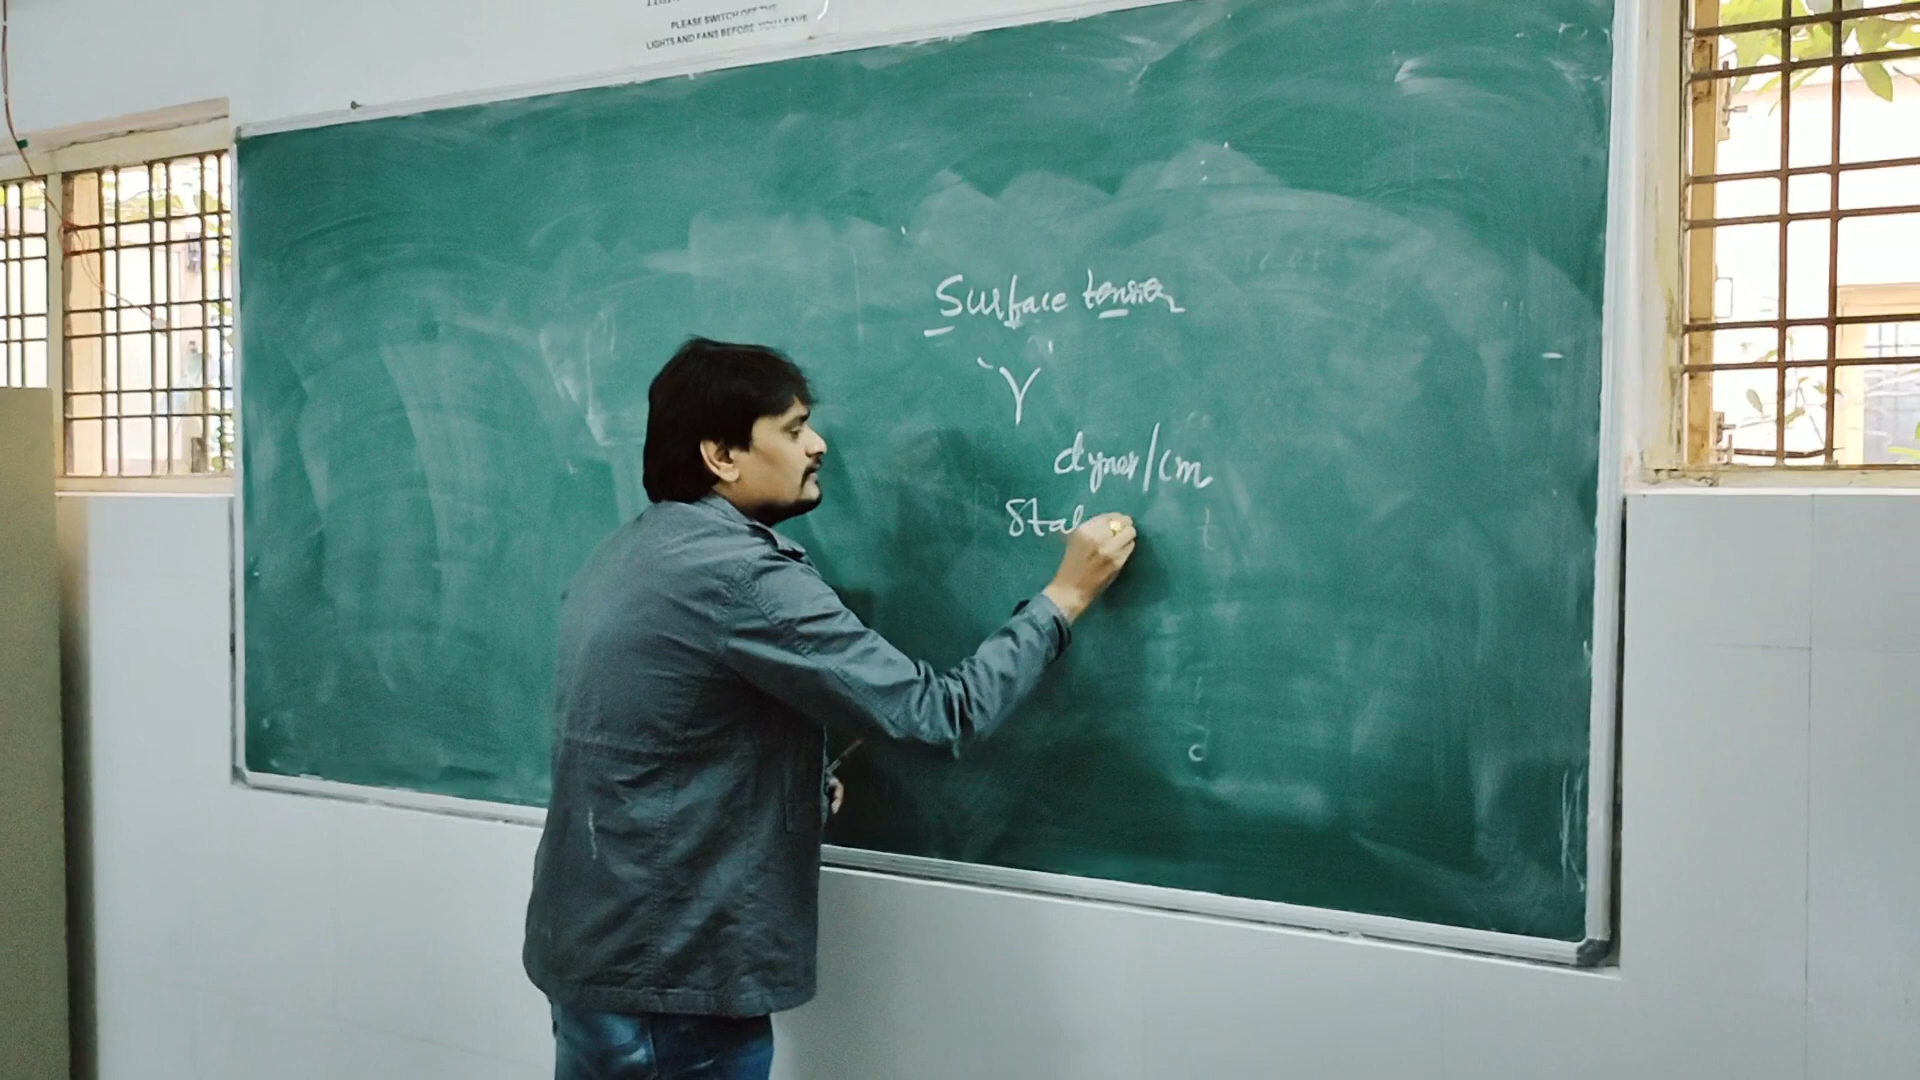 PLEASE SWITCH OFF THE
LIGHTS AND FANS BEFORE YOU LEAVE
Surface tension
γ
dynes/cm
Stal